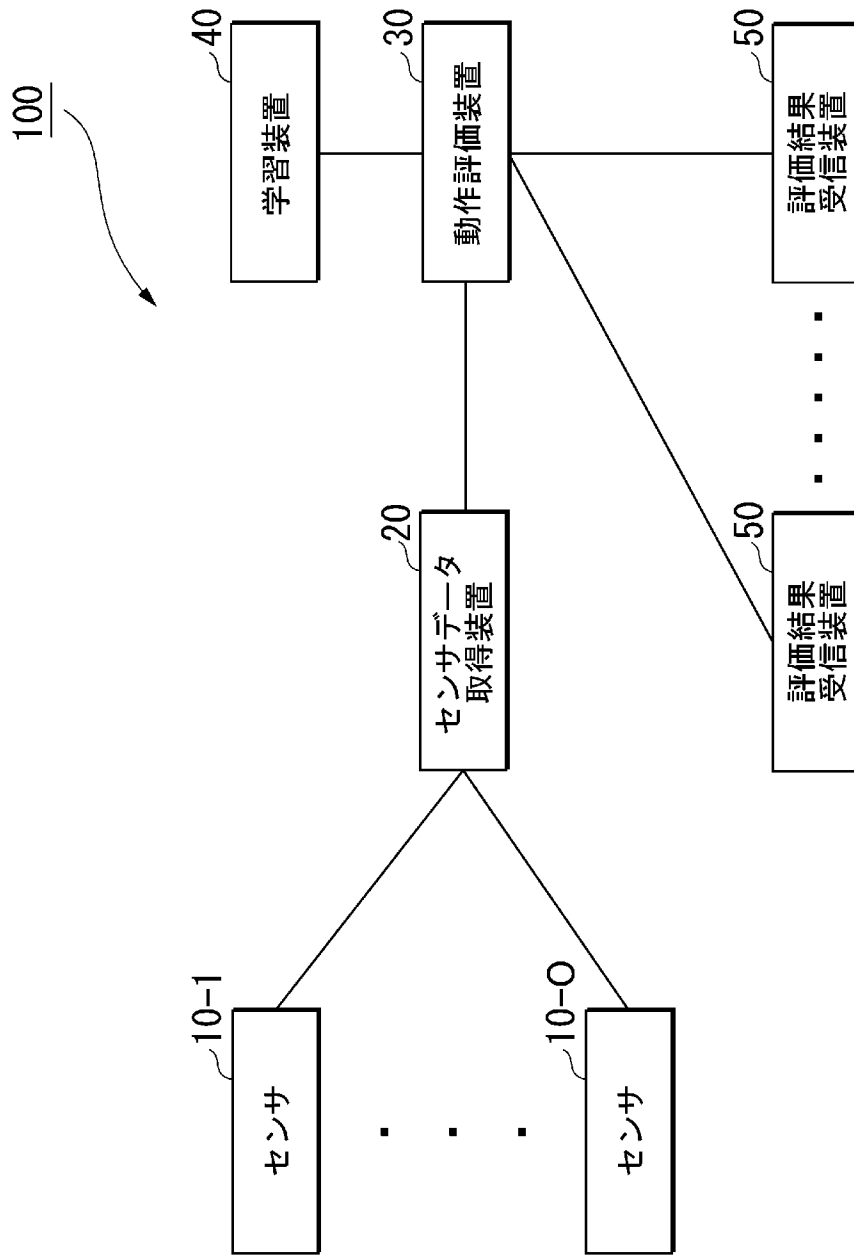 100
10-1
センサ
10-O
センサ
20
センサデータ
取得装置
40
学習装置
30
動作評価装置
50
評価結果
受信装置
50
評価結果
受信装置